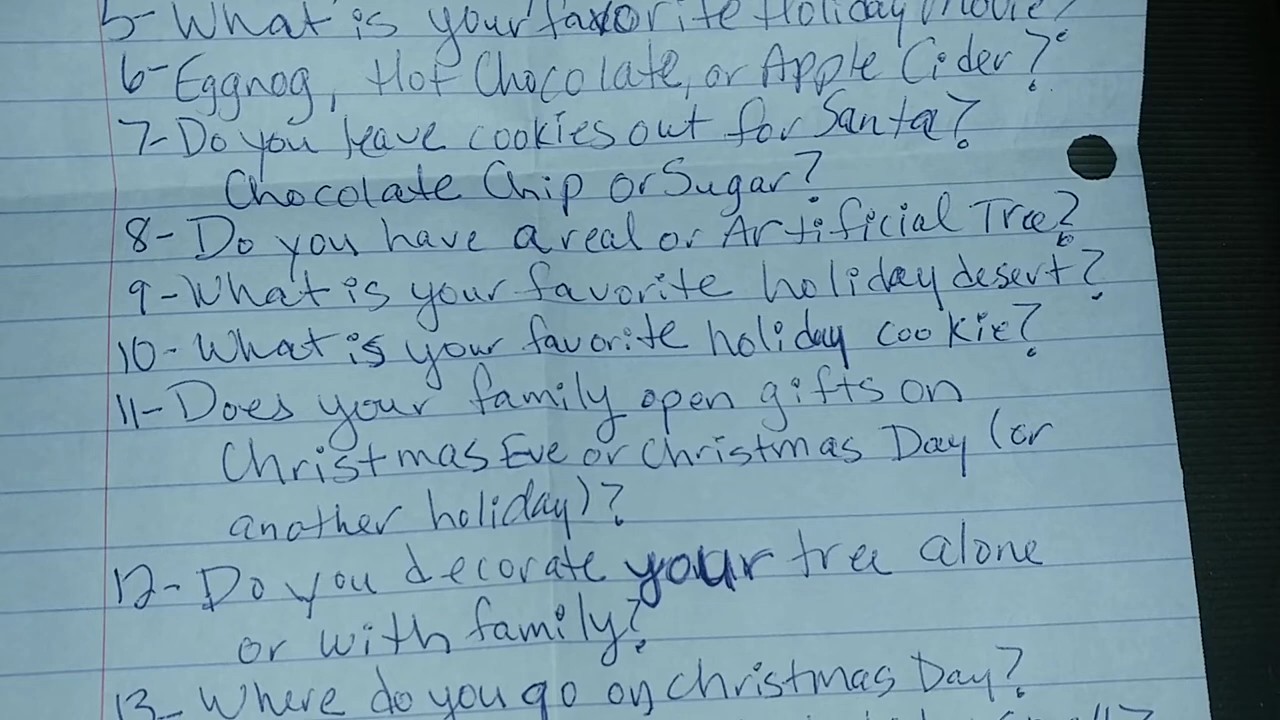 5- What is your favorite Holiday Movie?
6- Eggnog, Hot Chocolate, or Apple Cider?
7- Do you leave cookies out for Santa?
Chocolate Chip or Sugar?
8- Do you have a real or Artificial Tree?
9- What is your favorite holiday desert?
10- What is your favorite holiday cookie?
11- Does your family open gifts on
Christmas Eve or Christmas Day (or
another holiday)?
12- Do you decorate your tree alone
or with family?
13- Where do you go on Christmas Day?